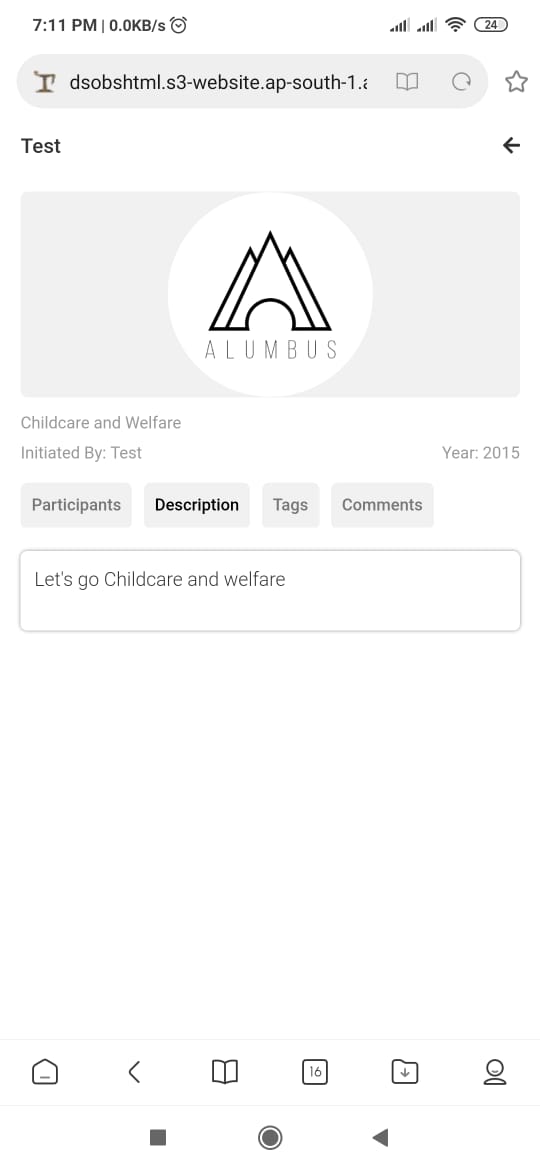 7:11 PM | 0.0KB/s
24
dsobshtml.s3-website.ap-south-1.
Test
ALUMBUS
Childcare and Welfare
Initiated By: Test
Year: 2015
Participants
Description
Tags
Comments
Let's go Childcare and welfare
16